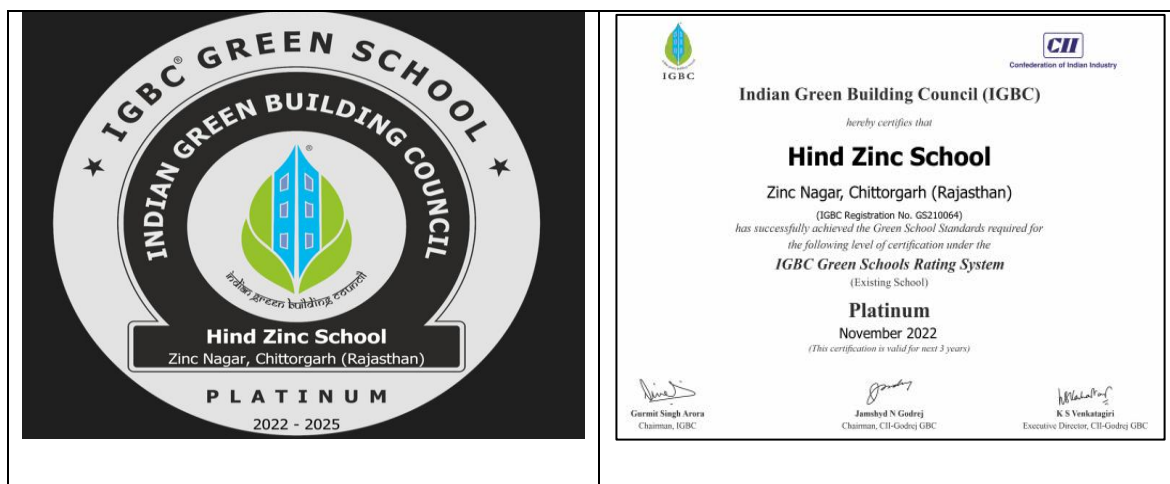 IGBC® GREEN SCHOOL
INDIAN GREEN BUILDING COUNCIL
®
indian green building council
Hind Zinc School
Zinc Nagar, Chittorgarh (Rajasthan)
PLATINUM
2022 - 2025
IGBC
CII
Confederation of Indian Industry
Indian Green Building Council (IGBC)
hereby certifies that
Hind Zinc School
Zinc Nagar, Chittorgarh (Rajasthan)
(IGBC Registration No. GS210064)
has successfully achieved the Green School Standards required for
the following level of certification under the
IGBC Green Schools Rating System
(Existing School)
Platinum
November 2022
(This certification is valid for next 3 years)
Gurmit Singh Arora
Chairman, IGBC
Jamshyd N Godrej
Chairman, CII-Godrej GBC
K S Venkatagiri
Executive Director, CII-Godrej GBC